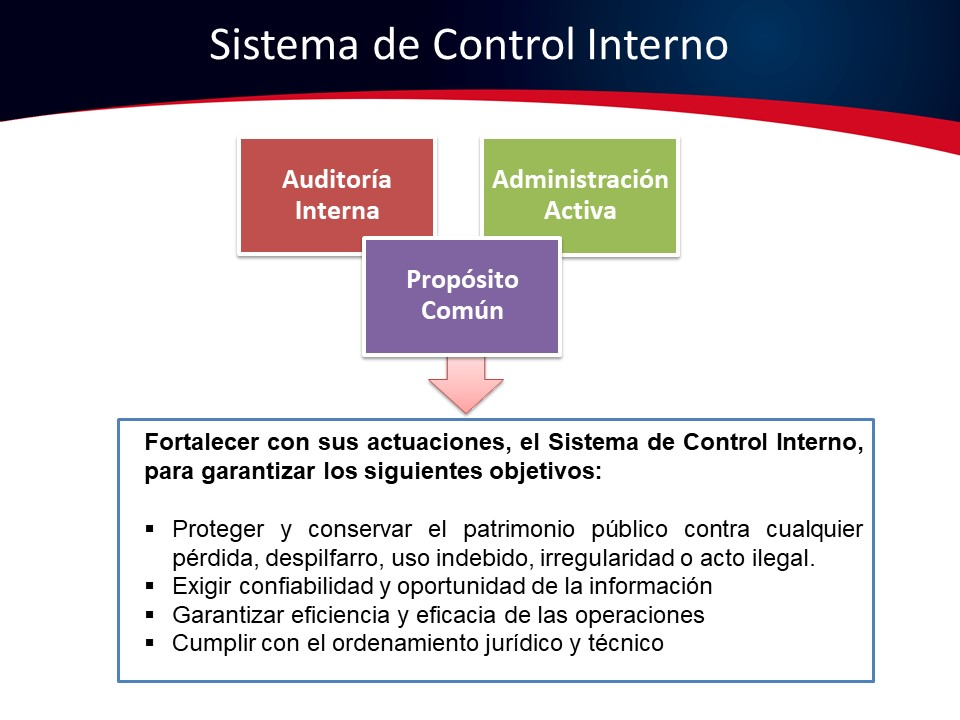 Sistema de Control Interno
Auditoría
Interna
Administración
Activa
Propósito
Común
Fortalecer con sus actuaciones, el Sistema de Control Interno,
para garantizar los siguientes objetivos:
▪ Proteger y conservar el patrimonio público contra cualquier
pérdida, despilfarro, uso indebido, irregularidad o acto ilegal.
▪ Exigir confiabilidad y oportunidad de la información
▪ Garantizar eficiencia y eficacia de las operaciones
▪ Cumplir con el ordenamiento jurídico y técnico